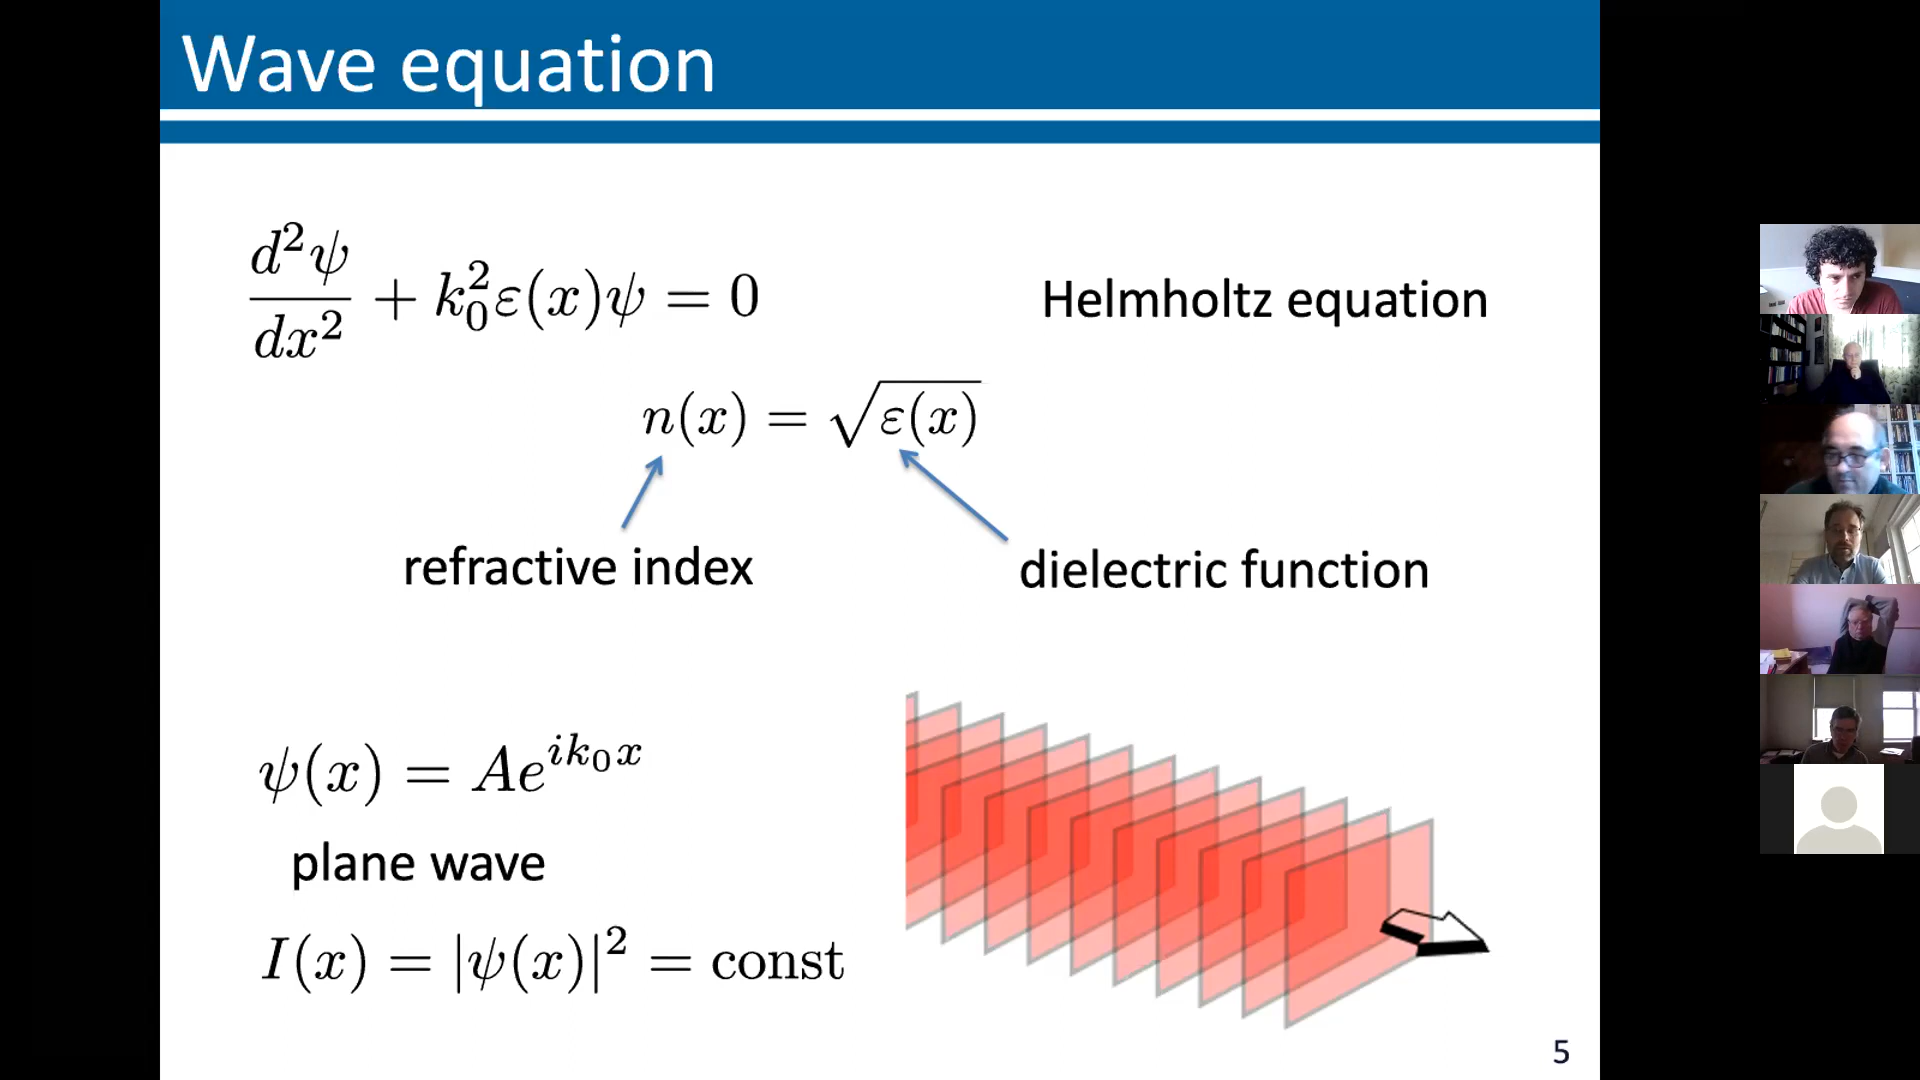 Wave equation
d²ψ/dx² + k₀²ε(x)ψ = 0
Helmholtz equation
n(x) = √ε(x)
refractive index
dielectric function
ψ(x) = Ae^{ik₀x}
plane wave
I(x) = |ψ(x)|² = const
5